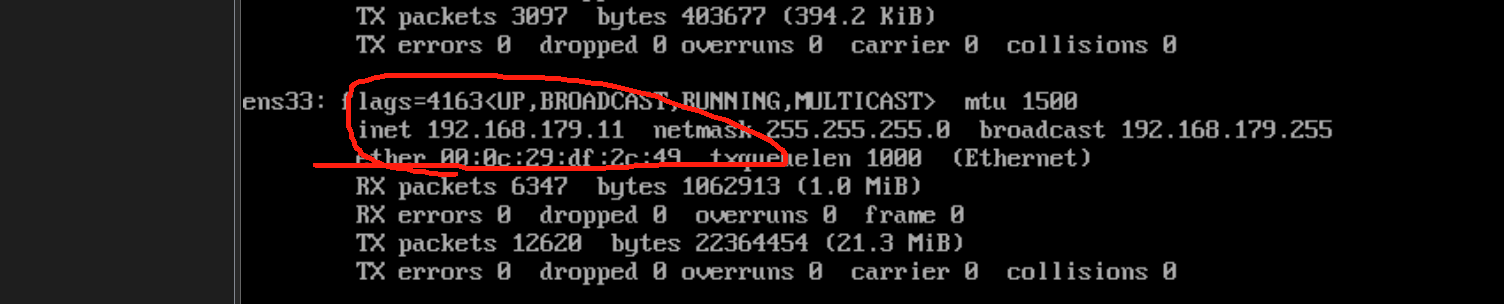 TX packets 3097  bytes 403677 (394.2 KiB)
TX errors 0  dropped 0 overruns 0  carrier 0  collisions 0
ens33: flags=4163<UP,BROADCAST,RUNNING,MULTICAST>  mtu 1500
inet 192.168.179.11  netmask 255.255.255.0  broadcast 192.168.179.255
ether 00:0c:29:df:2c:49  txqueuelen 1000  (Ethernet)
RX packets 6347  bytes 1062913 (1.0 MiB)
RX errors 0  dropped 0  overruns 0  frame 0
TX packets 12620  bytes 22364454 (21.3 MiB)
TX errors 0  dropped 0 overruns 0  carrier 0  collisions 0